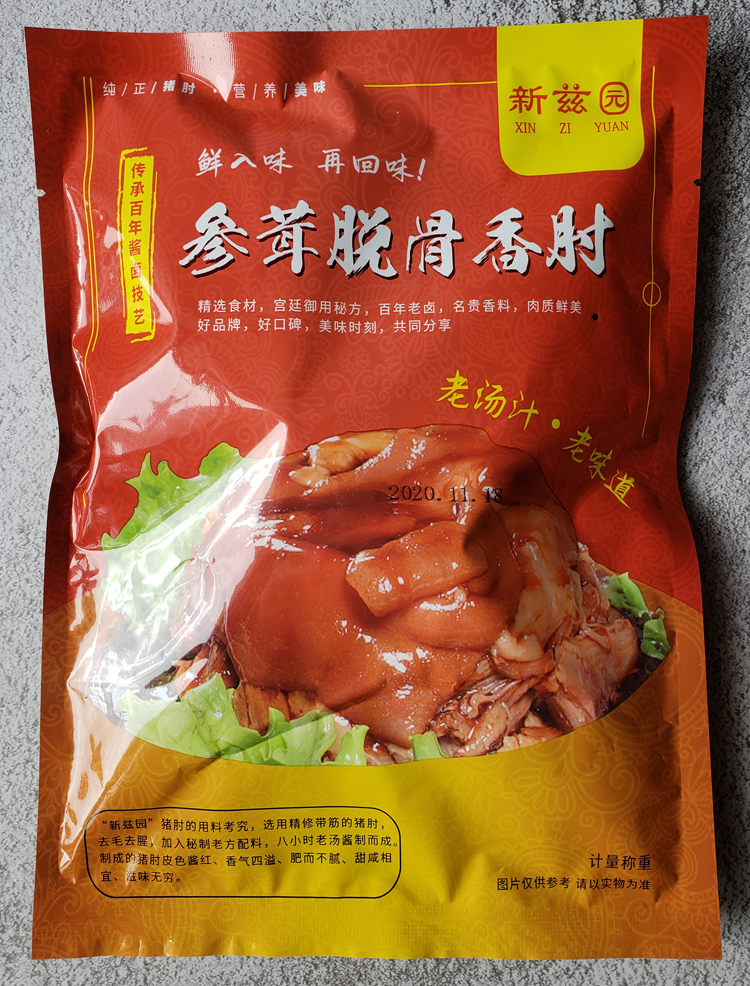 纯/正/猪肘·营/养/美味
新兹园
XIN ZI YUAN
传承百年酱卤技艺
鲜入味 再回味!
参茸脱骨香肘
精选食材，宫廷御用秘方，百年老卤，名贵香料，肉质鲜美
好品牌，好口碑，美味时刻，共同分享
老汤汁·老味道
2020.11.18
“新兹园”猪肘的用料考究，选用精修带筋的猪肘，
去毛去腥，加入秘制老方配料，八小时老汤酱制而成。
制成的猪肘皮色酱红、香气四溢、肥而不腻、甜咸相
宜、滋味无穷。
计量称重
图片仅供参考 请以实物为准